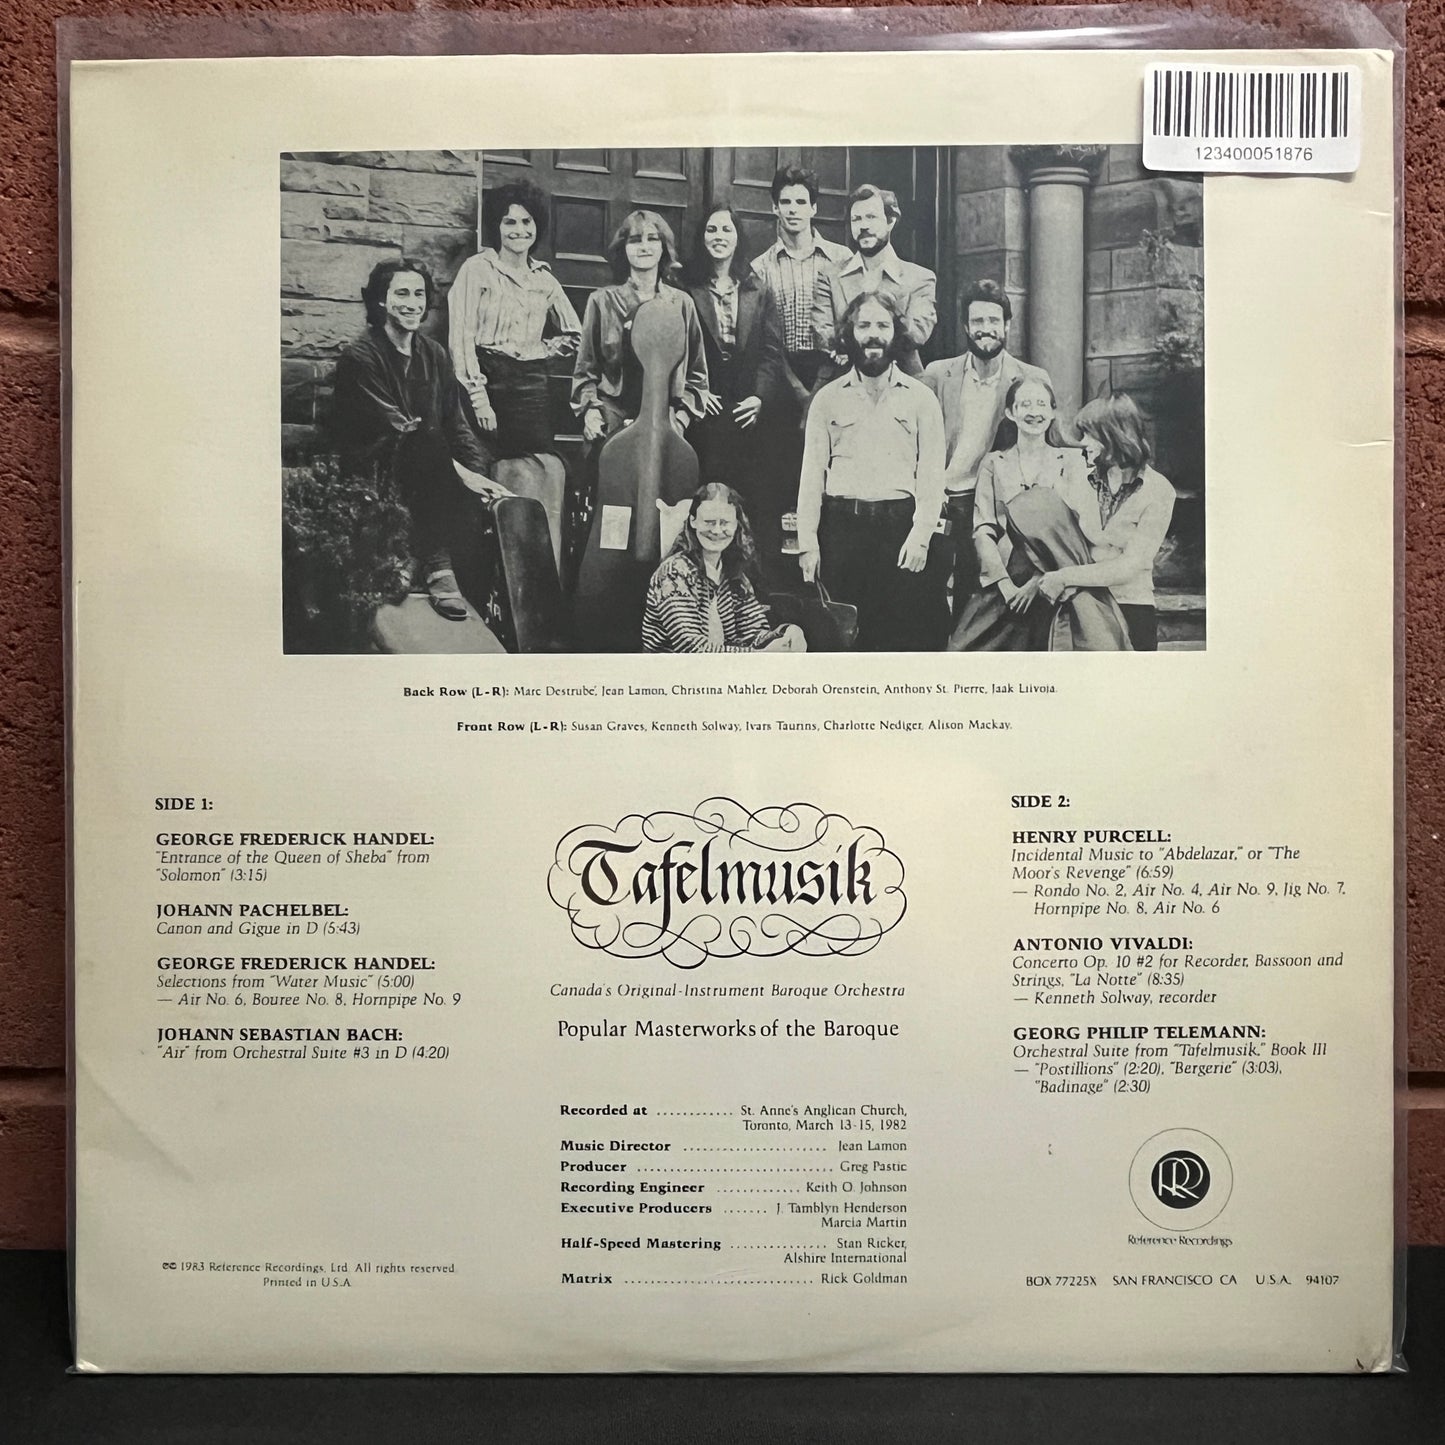 123400051876
Back Row (L-R): Marc Destrubé, Jean Lamon, Christina Mahler, Deborah Orenstein, Anthony St. Pierre, Jaak Liivoja.
Front Row (L-R): Susan Graves, Kenneth Solway, Ivars Taurins, Charlotte Nediger, Alison Mackay.
SIDE 1:
GEORGE FREDERICK HANDEL:
"Entrance of the Queen of Sheba" from
"Solomon" (3:15)
JOHANN PACHELBEL:
Canon and Gigue in D (5:43)
GEORGE FREDERICK HANDEL:
Selections from "Water Music" (5:00)
— Air No. 6, Bouree No. 8, Hornpipe No. 9
JOHANN SEBASTIAN BACH:
"Air" from Orchestral Suite #3 in D (4:20)
Tafelmusik
Canada's Original-Instrument Baroque Orchestra
Popular Masterworks of the Baroque
Recorded at ............ St. Anne's Anglican Church,
Toronto, March 13-15, 1982
Music Director ...................... Jean Lamon
Producer ............................. Greg Pastic
Recording Engineer ............ Keith O. Johnson
Executive Producers ....... J. Tamblyn Henderson
Marcia Martin
Half-Speed Mastering .............. Stan Ricker,
Alshire International
Matrix ............................ Rick Goldman
SIDE 2:
HENRY PURCELL:
Incidental Music to "Abdelazar," or "The
Moor's Revenge" (6:59)
— Rondo No. 2, Air No. 4, Air No. 9, Jig No. 7,
Hornpipe No. 8, Air No. 6
ANTONIO VIVALDI:
Concerto Op. 10 #2 for Recorder, Bassoon and
Strings, "La Notte" (8:35)
— Kenneth Solway, recorder
GEORG PHILIP TELEMANN:
Orchestral Suite from "Tafelmusik," Book III
— "Postillions" (2:20), "Bergerie" (3:03),
"Badinage" (2:30)
RR
Reference Recordings
BOX 77225X SAN FRANCISCO CA U.S.A. 94107
℗© 1983 Reference Recordings, Ltd. All rights reserved.
Printed in U.S.A.